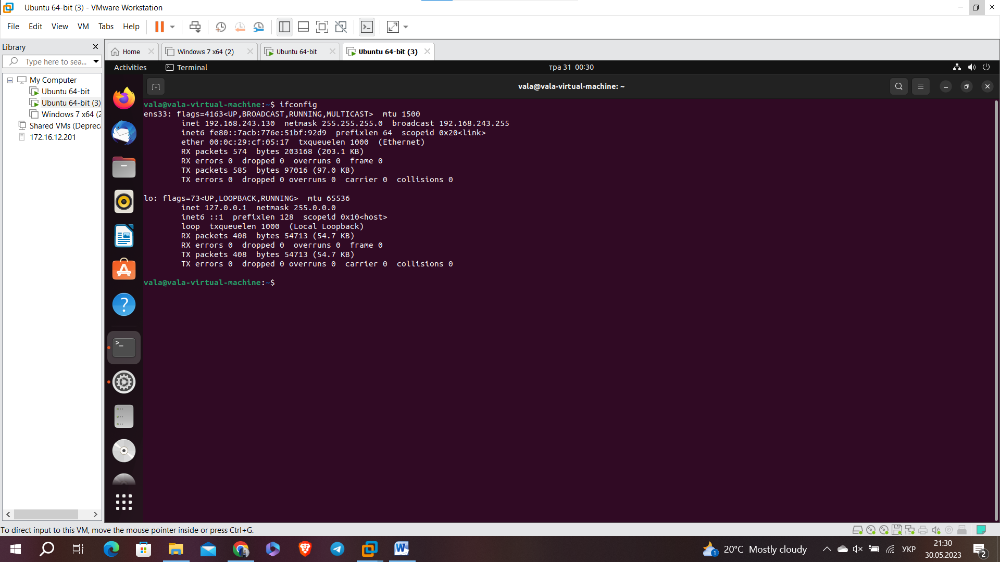 Ubuntu 64-bit (3) - VMware Workstation
File Edit View VM Tabs Help
Library
Type here to sea...
Home
Windows 7 x64 (2)
Ubuntu 64-bit
Ubuntu 64-bit (3)
My Computer
Ubuntu 64-bit
Ubuntu 64-bit (3)
Windows 7 x64 (2
Shared VMs (Depreca
172.16.12.201
Activities
Terminal
тра 31 00:30
vala@vala-virtual-machine: ~
vala@vala-virtual-machine:~$ ifconfig
ens33: flags=4163<UP,BROADCAST,RUNNING,MULTICAST>  mtu 1500
        inet 192.168.243.130  netmask 255.255.255.0  broadcast 192.168.243.255
        inet6 fe80::7acb:776e:51bf:92d9  prefixlen 64  scopeid 0x20<link>
        ether 00:0c:29:cf:05:17  txqueuelen 1000  (Ethernet)
        RX packets 574  bytes 203168 (203.1 KB)
        RX errors 0  dropped 0  overruns 0  frame 0
        TX packets 585  bytes 97016 (97.0 KB)
        TX errors 0  dropped 0 overruns 0  carrier 0  collisions 0
lo: flags=73<UP,LOOPBACK,RUNNING>  mtu 65536
        inet 127.0.0.1  netmask 255.0.0.0
        inet6 ::1  prefixlen 128  scopeid 0x10<host>
        loop  txqueuelen 1000  (Local Loopback)
        RX packets 408  bytes 54713 (54.7 KB)
        RX errors 0  dropped 0  overruns 0  frame 0
        TX packets 408  bytes 54713 (54.7 KB)
        TX errors 0  dropped 0 overruns 0  carrier 0  collisions 0
vala@vala-virtual-machine:~$
To direct input to this VM, move the mouse pointer inside or press Ctrl+G.
1
20°C Mostly cloudy
УКР
21:30
30.05.2023
2